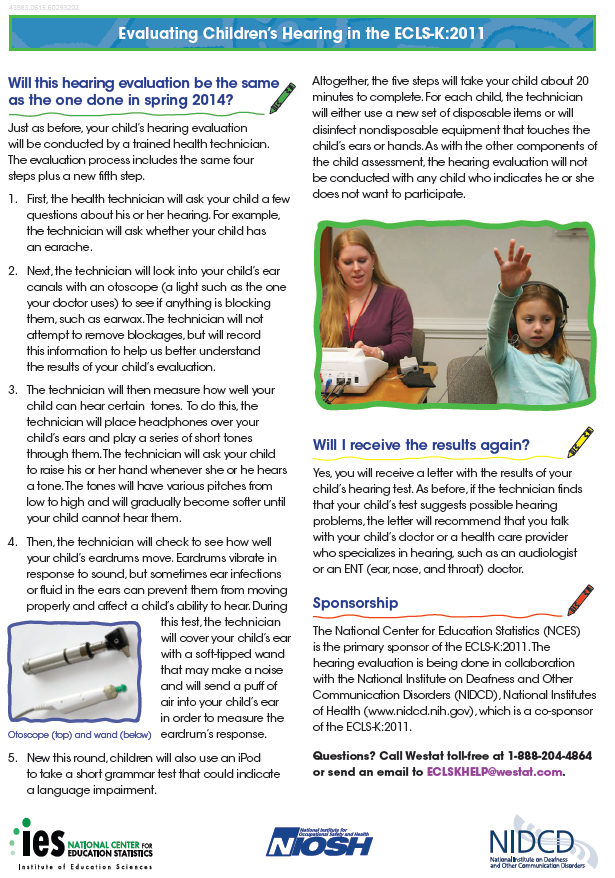 43983.0615.60293202
Evaluating Children's Hearing in the ECLS-K:2011
Will this hearing evaluation be the same
as the one done in spring 2014?
Just as before, your child's hearing evaluation
will be conducted by a trained health technician.
The evaluation process includes the same four
steps plus a new fifth step.
1. First, the health technician will ask your child a few
questions about his or her hearing. For example,
the technician will ask whether your child has
an earache.
2. Next, the technician will look into your child's ear
canals with an otoscope (a light such as the one
your doctor uses) to see if anything is blocking
them, such as earwax. The technician will not
attempt to remove blockages, but will record
this information to help us better understand
the results of your child's evaluation.
3. The technician will then measure how well your
child can hear certain tones. To do this, the
technician will place headphones over your
child's ears and play a series of short tones
through them. The technician will ask your child
to raise his or her hand whenever she or he hears
a tone. The tones will have various pitches from
low to high and will gradually become softer until
your child cannot hear them.
4. Then, the technician will check to see how well
your child's eardrums move. Eardrums vibrate in
response to sound, but sometimes ear infections
or fluid in the ears can prevent them from moving
properly and affect a child's ability to hear. During
this test, the technician
will cover your child's ear
with a soft-tipped wand
that may make a noise
and will send a puff of
air into your child's ear
in order to measure the
eardrum's response.
Otoscope (top) and wand (below)
5. New this round, children will also use an iPod
to take a short grammar test that could indicate
a language impairment.
Altogether, the five steps will take your child about 20
minutes to complete. For each child, the technician
will either use a new set of disposable items or will
disinfect nondisposable equipment that touches the
child's ears or hands. As with the other components of
the child assessment, the hearing evaluation will not
be conducted with any child who indicates he or she
does not want to participate.
Will I receive the results again?
Yes, you will receive a letter with the results of your
child's hearing test. As before, if the technician finds
that your child's test suggests possible hearing
problems, the letter will recommend that you talk
with your child's doctor or a health care provider
who specializes in hearing, such as an audiologist
or an ENT (ear, nose, and throat) doctor.
Sponsorship
The National Center for Education Statistics (NCES)
is the primary sponsor of the ECLS-K:2011. The
hearing evaluation is being done in collaboration
with the National Institute on Deafness and Other
Communication Disorders (NIDCD), National Institutes
of Health (www.nidcd.nih.gov), which is a co-sponsor
of the ECLS-K:2011.
Questions? Call Westat toll-free at 1-888-204-4864
or send an email to ECLSKHELP@westat.com.
ies NATIONAL CENTER FOR
EDUCATION STATISTICS
Institute of Education Sciences
National Institute for
Occupational Safety and Health
NIOSH
NIDCD
National Institute on Deafness
and Other Communication Disorders